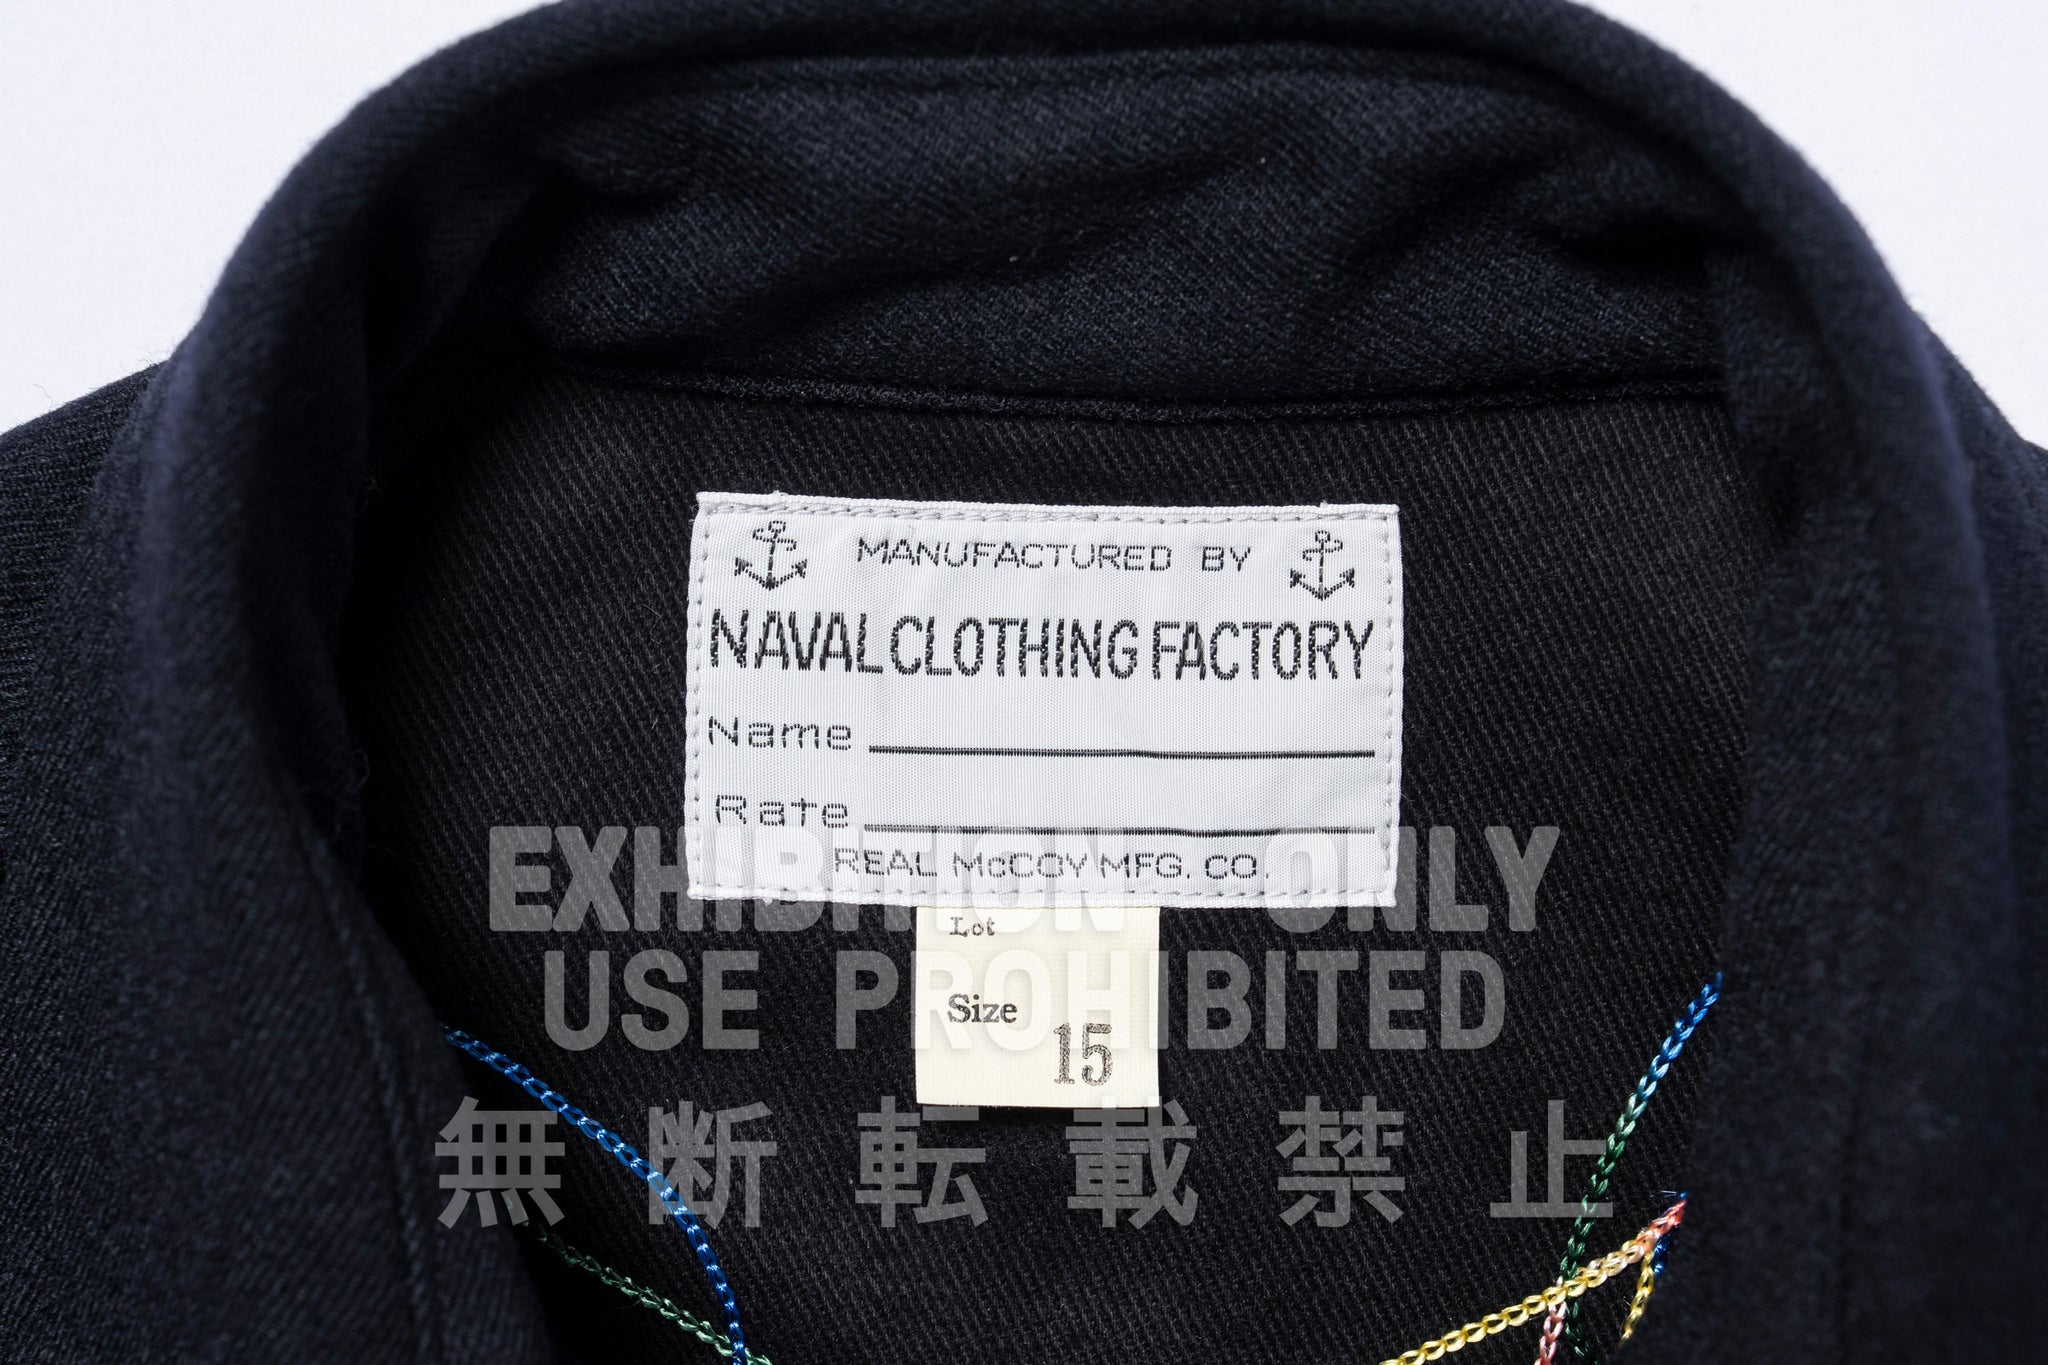 MANUFACTURED BY
NAVAL CLOTHING FACTORY
Name
Rate
REAL McCOY MFG. CO.
Lot
Size
15
EXHIBITION ONLY
USE PROHIBITED
無断転載禁止